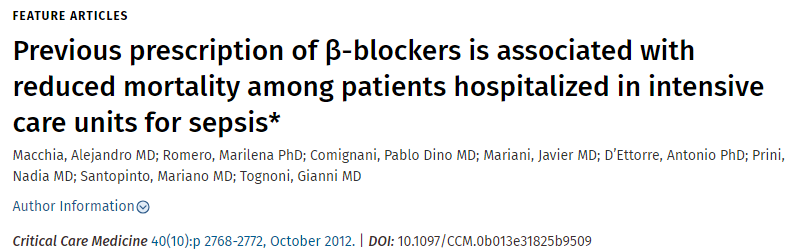 FEATURE ARTICLES
Previous prescription of β-blockers is associated with
reduced mortality among patients hospitalized in intensive
care units for sepsis*
Macchia, Alejandro MD; Romero, Marilena PhD; Comignani, Pablo Dino MD; Mariani, Javier MD; D’Ettorre, Antonio PhD; Prini,
Nadia MD; Santopinto, Mariano MD; Tognoni, Gianni MD
Author Information
Critical Care Medicine 40(10):p 2768-2772, October 2012. | DOI: 10.1097/CCM.0b013e31825b9509